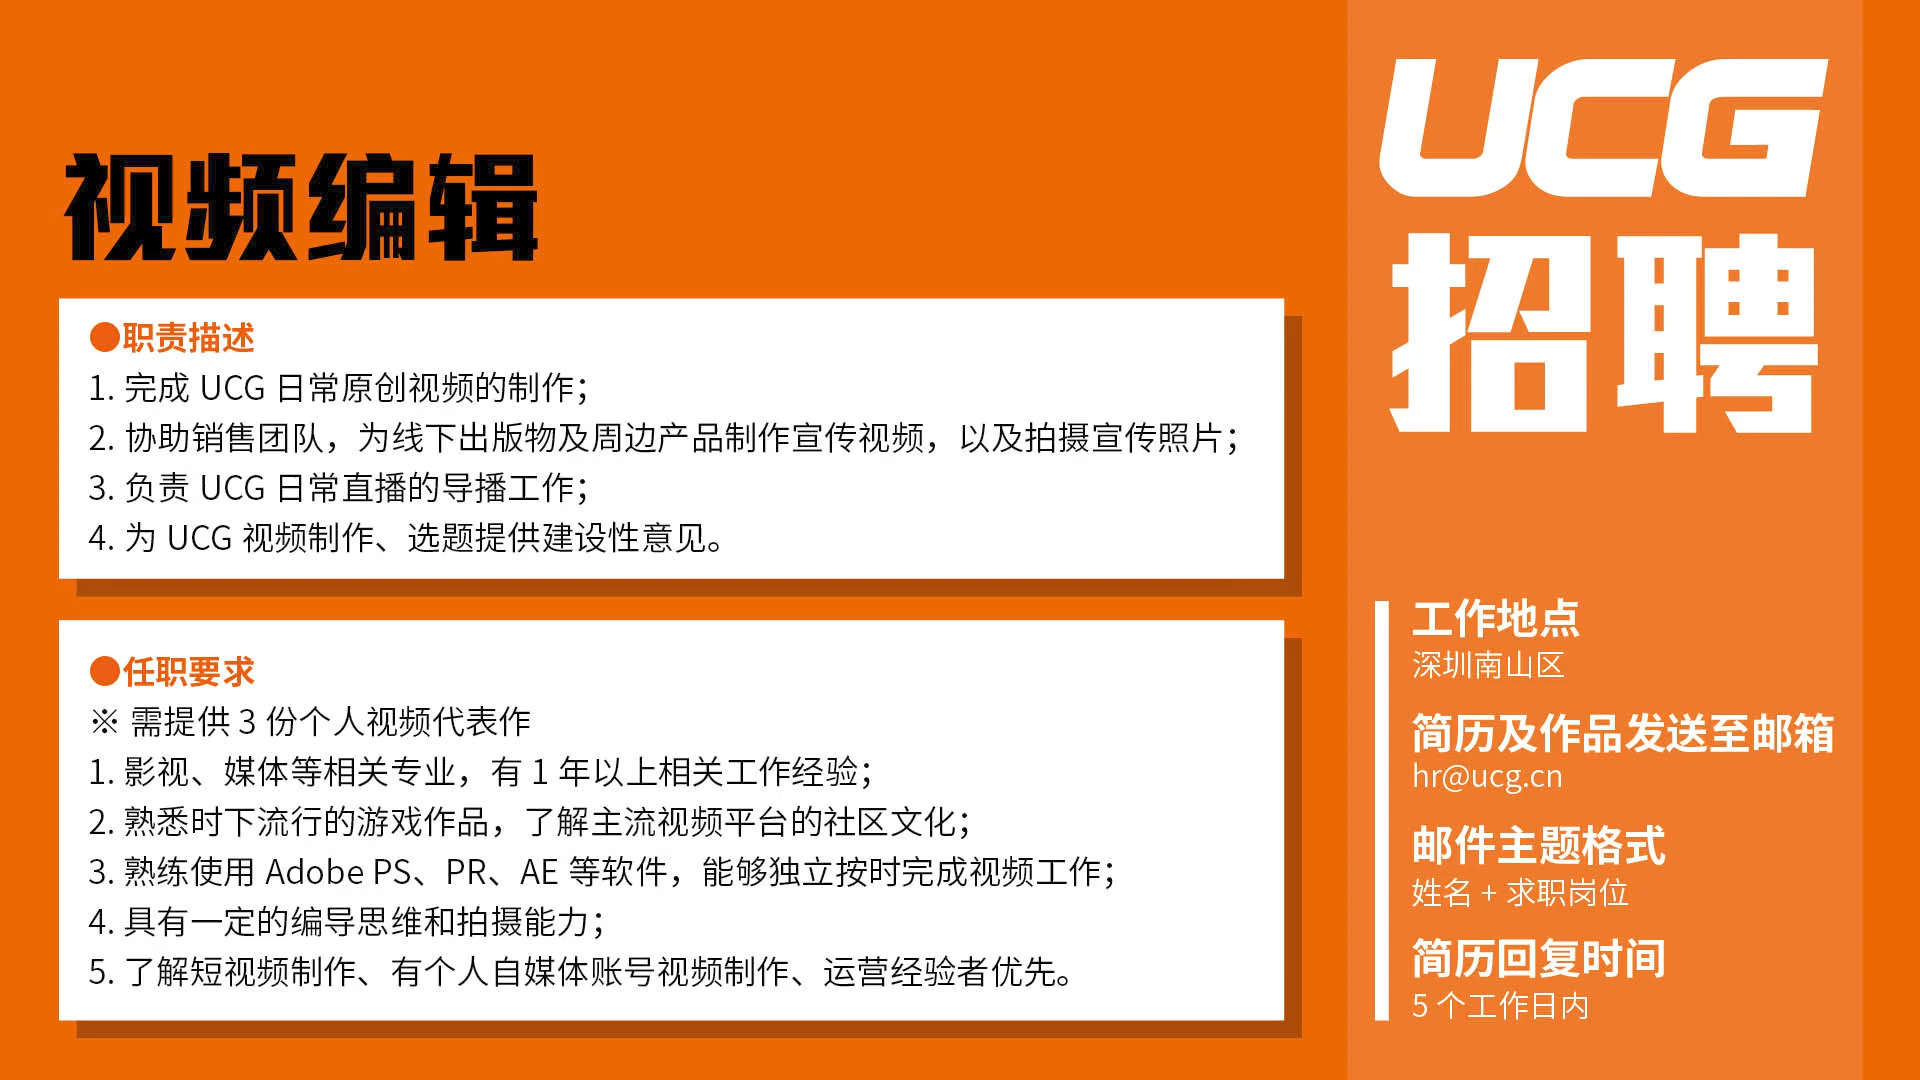 视频编辑
●职责描述
1. 完成 UCG 日常原创视频的制作；
2. 协助销售团队，为线下出版物及周边产品制作宣传视频，以及拍摄宣传照片；
3. 负责 UCG 日常直播的导播工作；
4. 为 UCG 视频制作、选题提供建设性意见。
●任职要求
※ 需提供 3 份个人视频代表作
1. 影视、媒体等相关专业，有 1 年以上相关工作经验；
2. 熟悉时下流行的游戏作品，了解主流视频平台的社区文化；
3. 熟练使用 Adobe PS、PR、AE 等软件，能够独立按时完成视频工作；
4. 具有一定的编导思维和拍摄能力；
5. 了解短视频制作、有个人自媒体账号视频制作、运营经验者优先。
UCG
招聘
工作地点
深圳南山区
简历及作品发送至邮箱
hr@ucg.cn
邮件主题格式
姓名 + 求职岗位
简历回复时间
5 个工作日内